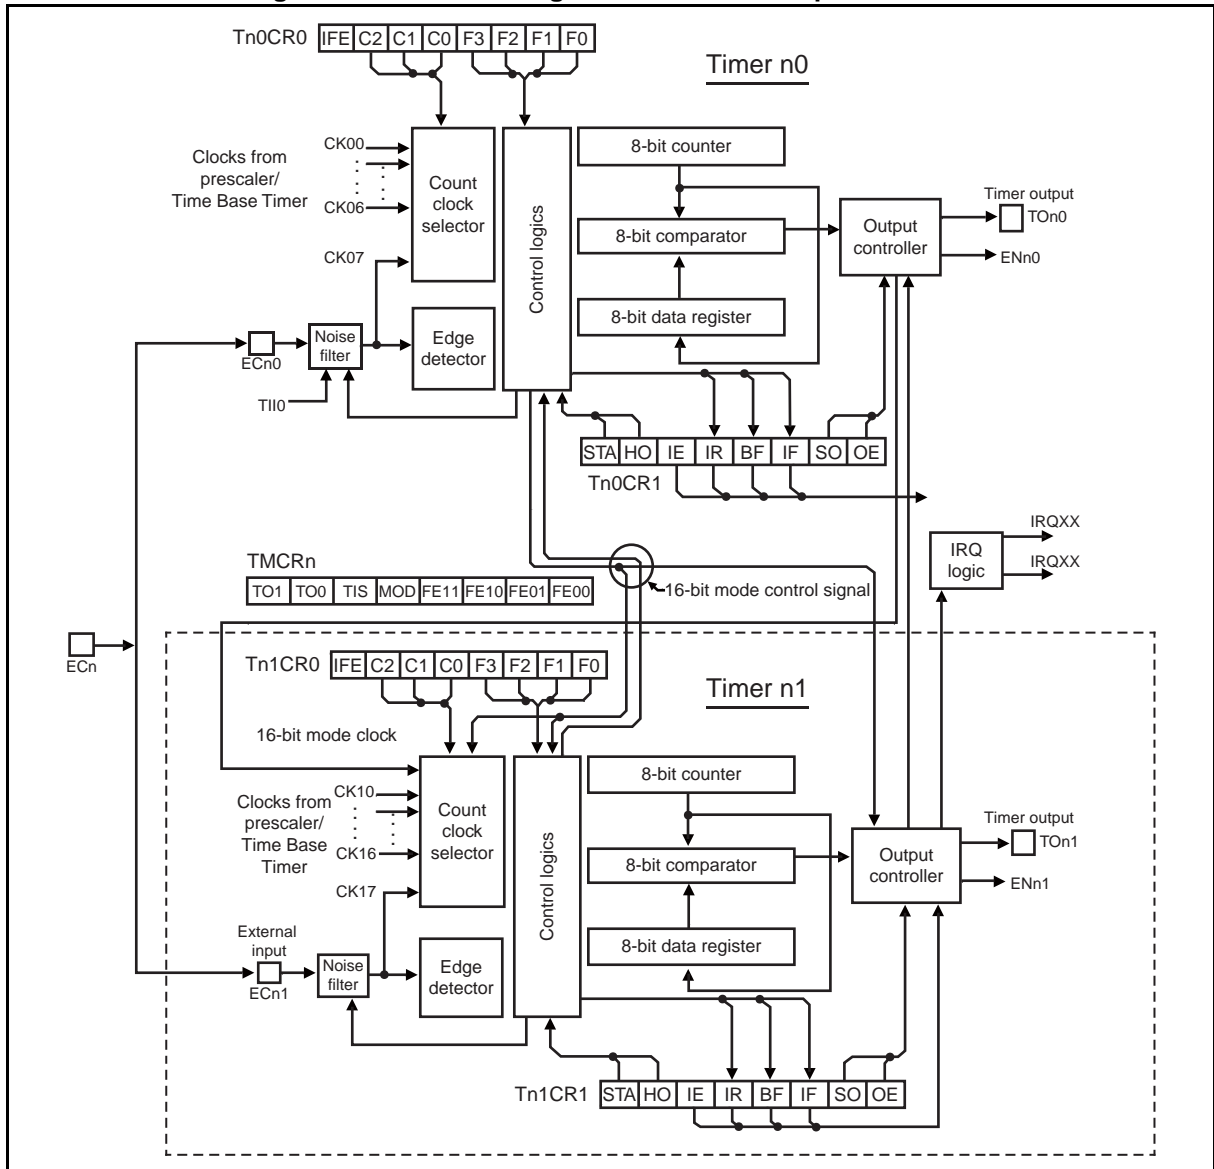 Tn0CR0 IFE C2 C1 C0 F3 F2 F1 F0
Timer n0
Clocks from
prescaler/
Time Base Timer
CK00
CK06
CK07
Count
clock
selector
Control logics
8-bit counter
8-bit comparator
8-bit data register
Output
controller
Timer output
TOn0
ENn0
ECn0
Noise
filter
Edge
detector
TII0
STA HO IE IR BF IF SO OE
Tn0CR1
IRQ
logic
IRQXX
IRQXX
TMCRn
TO1 TO0 TIS MOD FE11 FE10 FE01 FE00
16-bit mode control signal
ECn
Tn1CR0 IFE C2 C1 C0 F3 F2 F1 F0
Timer n1
16-bit mode clock
Clocks from
prescaler/
Time Base
Timer
CK10
CK16
CK17
Count
clock
selector
Control logics
8-bit counter
8-bit comparator
8-bit data register
Output
controller
Timer output
TOn1
ENn1
External
input
ECn1
Noise
filter
Edge
detector
Tn1CR1 STA HO IE IR BF IF SO OE